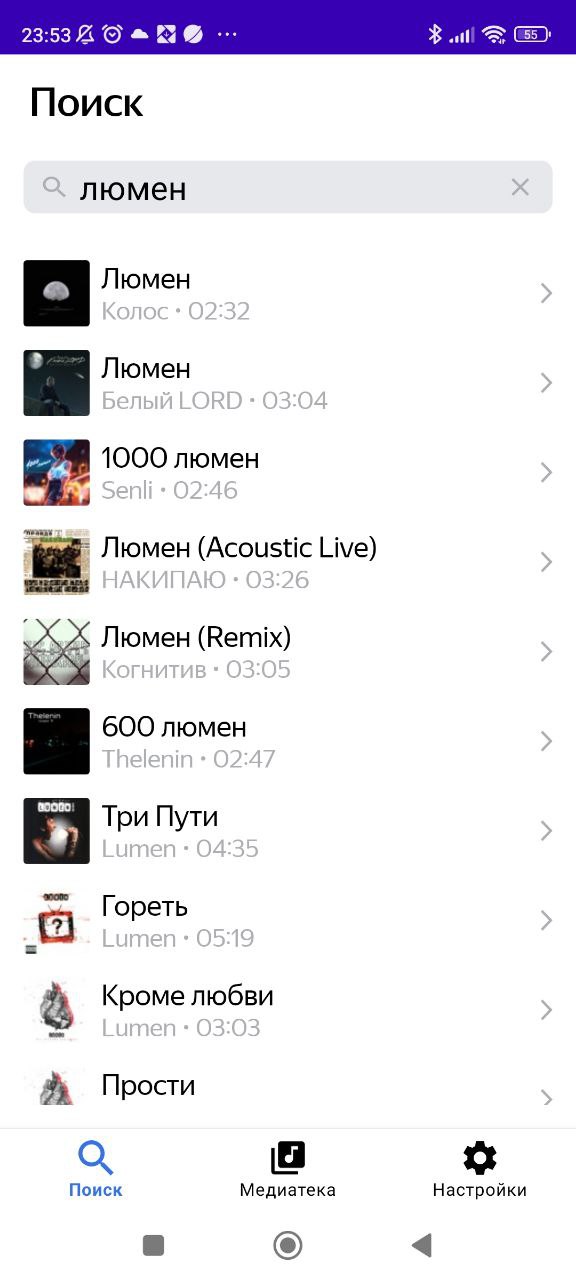 23:53
55
Поиск
люмен
Люмен
Колос • 02:32
Люмен
Белый LORD • 03:04
1000 люмен
Senli • 02:46
Люмен (Acoustic Live)
НАКИПАЮ • 03:26
Люмен (Remix)
Когнитив • 03:05
Thelenin
600 люмен
Thelenin • 02:47
Три Пути
Lumen • 04:35
Гореть
Lumen • 05:19
Кроме любви
Lumen • 03:03
Прости
Поиск
Медиатека
Настройки